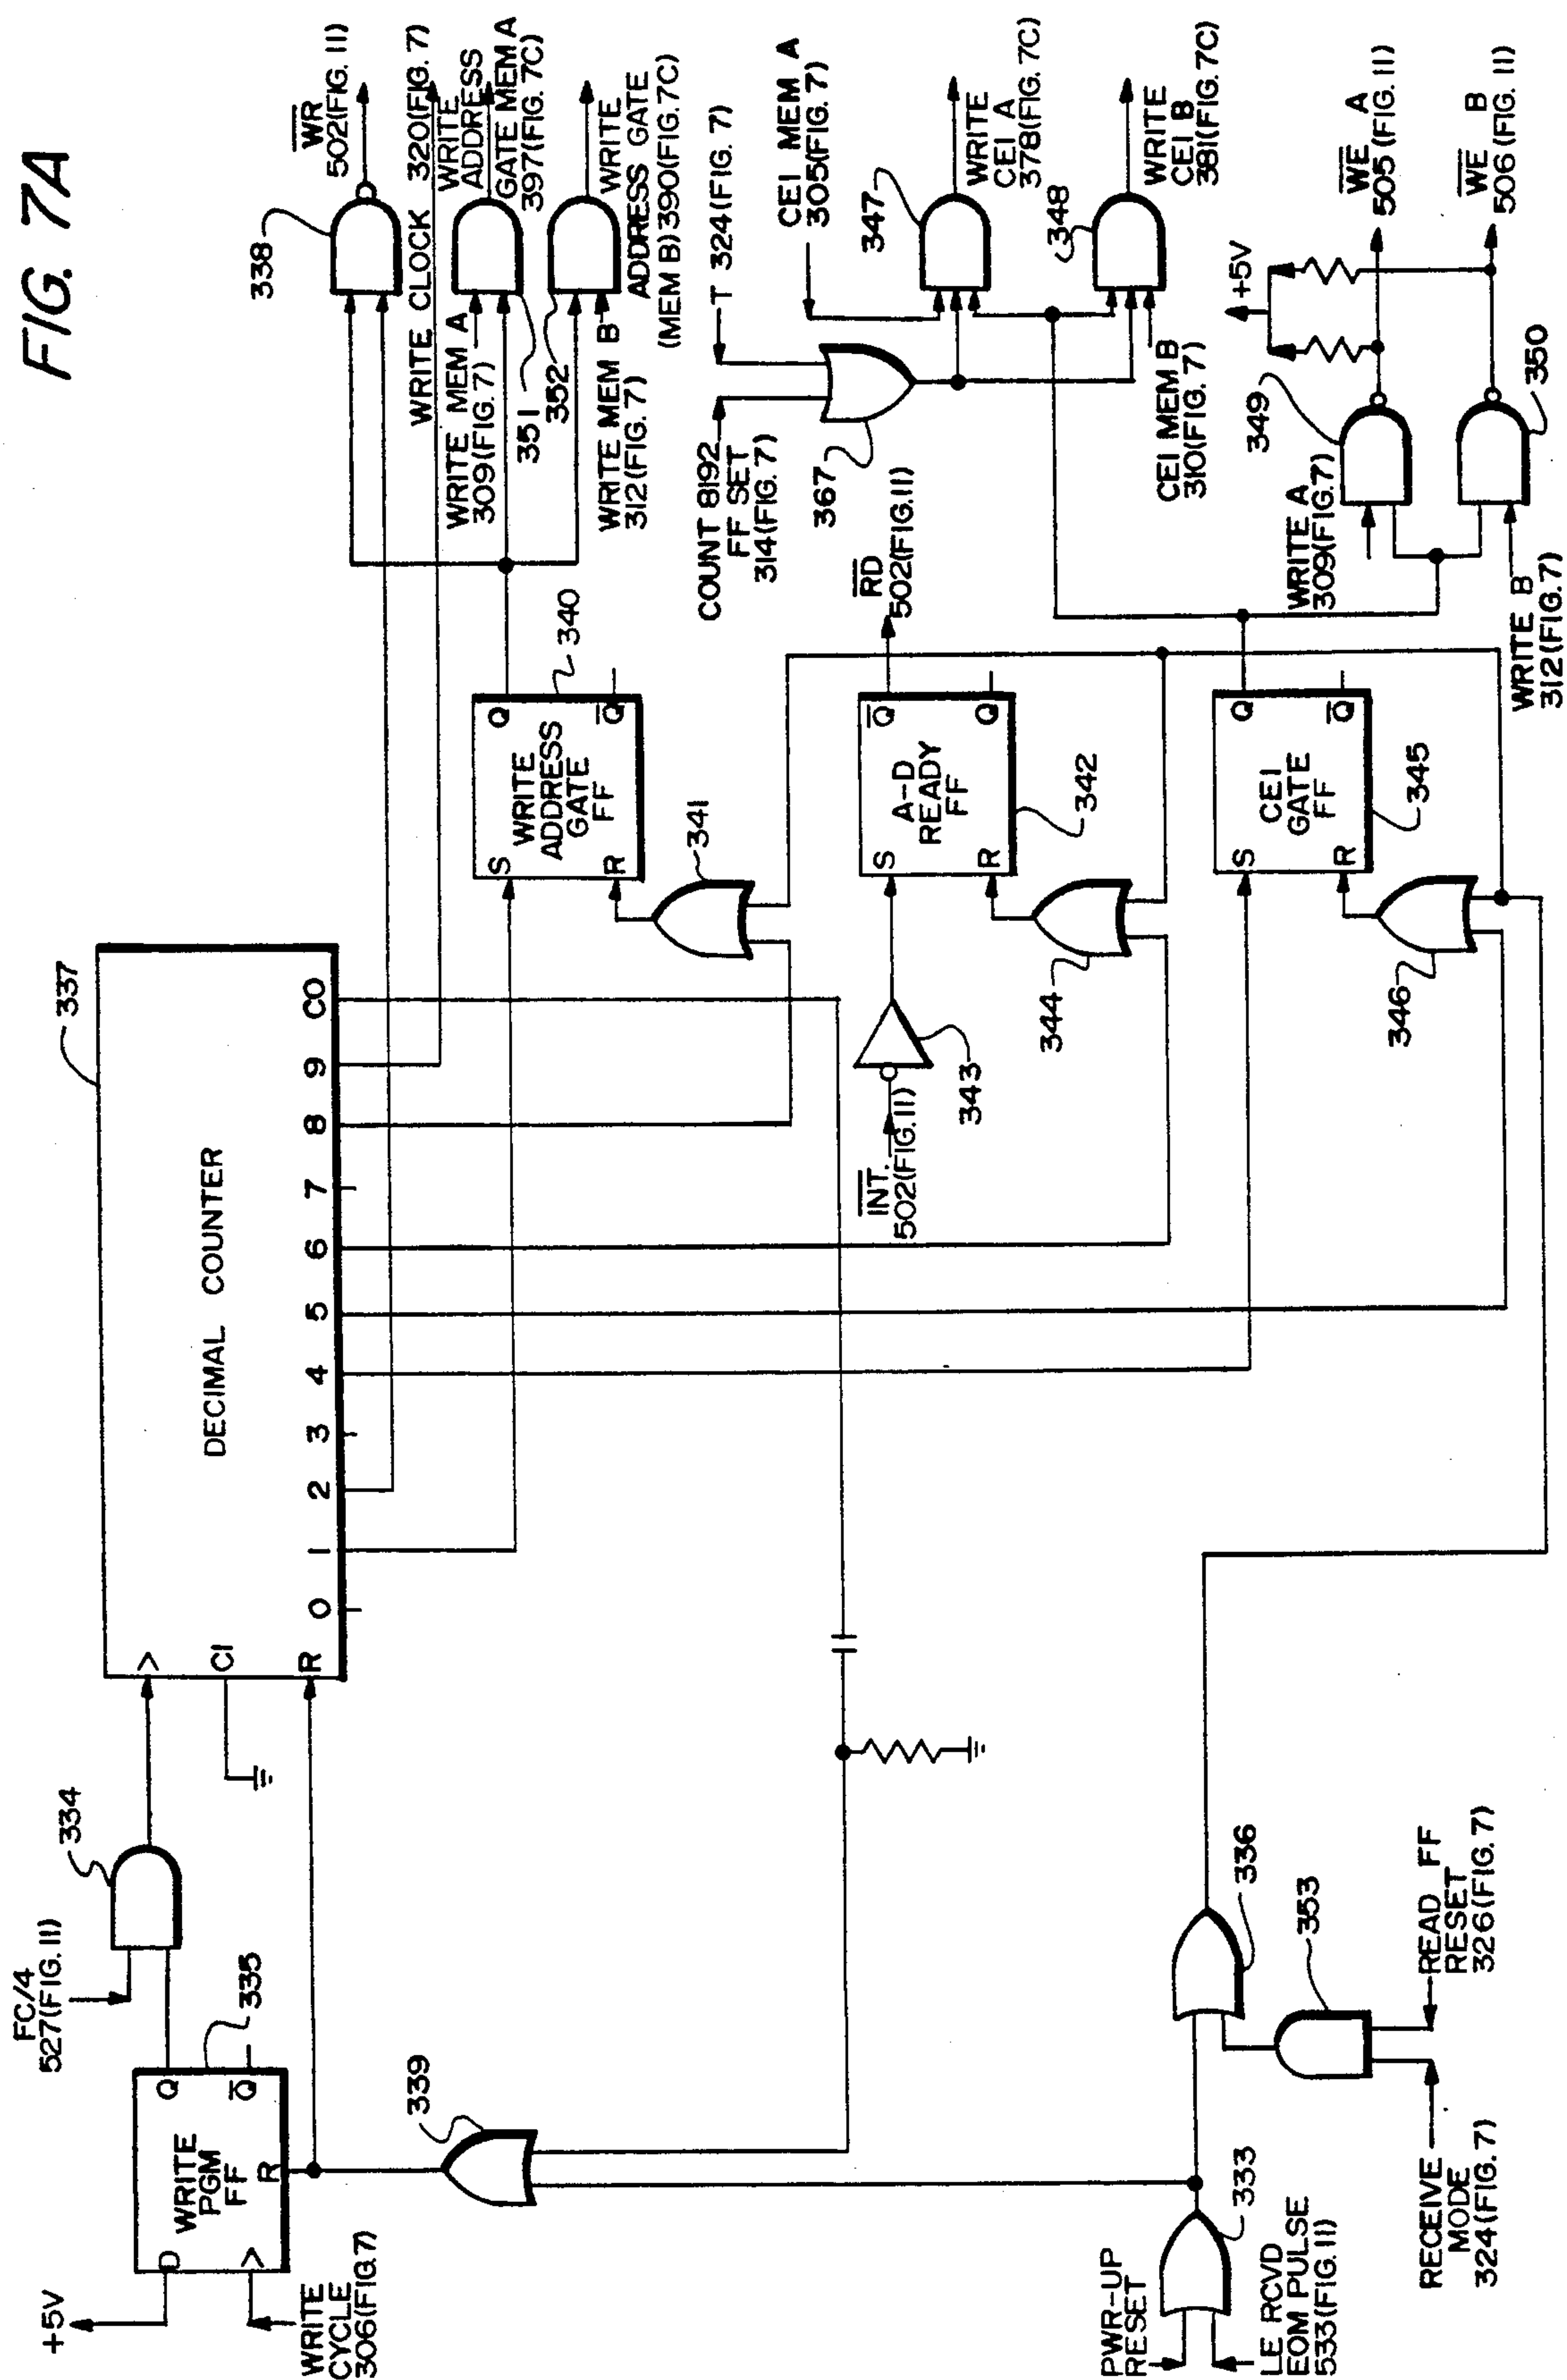 FIG. 7A
+5V
D
WRITE
PGM
FF
Q
Q
R
335
WRITE
CYCLE
306(FIG.7)
FC/4
527(FIG.11)
334
337
DECIMAL COUNTER
>
CI
R
0
1
2
3
4
5
6
7
8
9
CO
339
PWR-UP
RESET
LE RCVD
EOM PULSE
533(FIG.11)
333
336
353
RECEIVE
MODE
324(FIG.7)
READ FF
RESET
326(FIG.7)
S
R
WRITE
ADDRESS
GATE
FF
Q
Q
340
341
INT.
502(FIG.11)
343
S
R
A-D
READY
FF
Q
Q
342
344
RD
502(FIG.11)
S
R
CEI
GATE
FF
Q
Q
345
346
338
WR
502(FIG. 11)
WRITE CLOCK 320(FIG. 7)
WRITE MEM A
309(FIG.7)
351
WRITE
ADDRESS
GATE MEM A
397(FIG.7C)
352
WRITE MEM B
312(FIG.7)
WRITE
ADDRESS GATE
(MEM B)390(FIG.7C)
COUNT 8192
FF SET
314(FIG.7)
T 324(FIG. 7)
367
CEI MEM A
305(FIG.7)
347
WRITE
CEI A
378(FIG.7C)
348
CEI MEM B
310(FIG.7)
WRITE
CEI B
381(FIG.7C)
+5V
WRITE A
309(FIG.7)
349
WE A
505(FIG.11)
WRITE B
312(FIG.7)
350
WE B
506(FIG. 11)